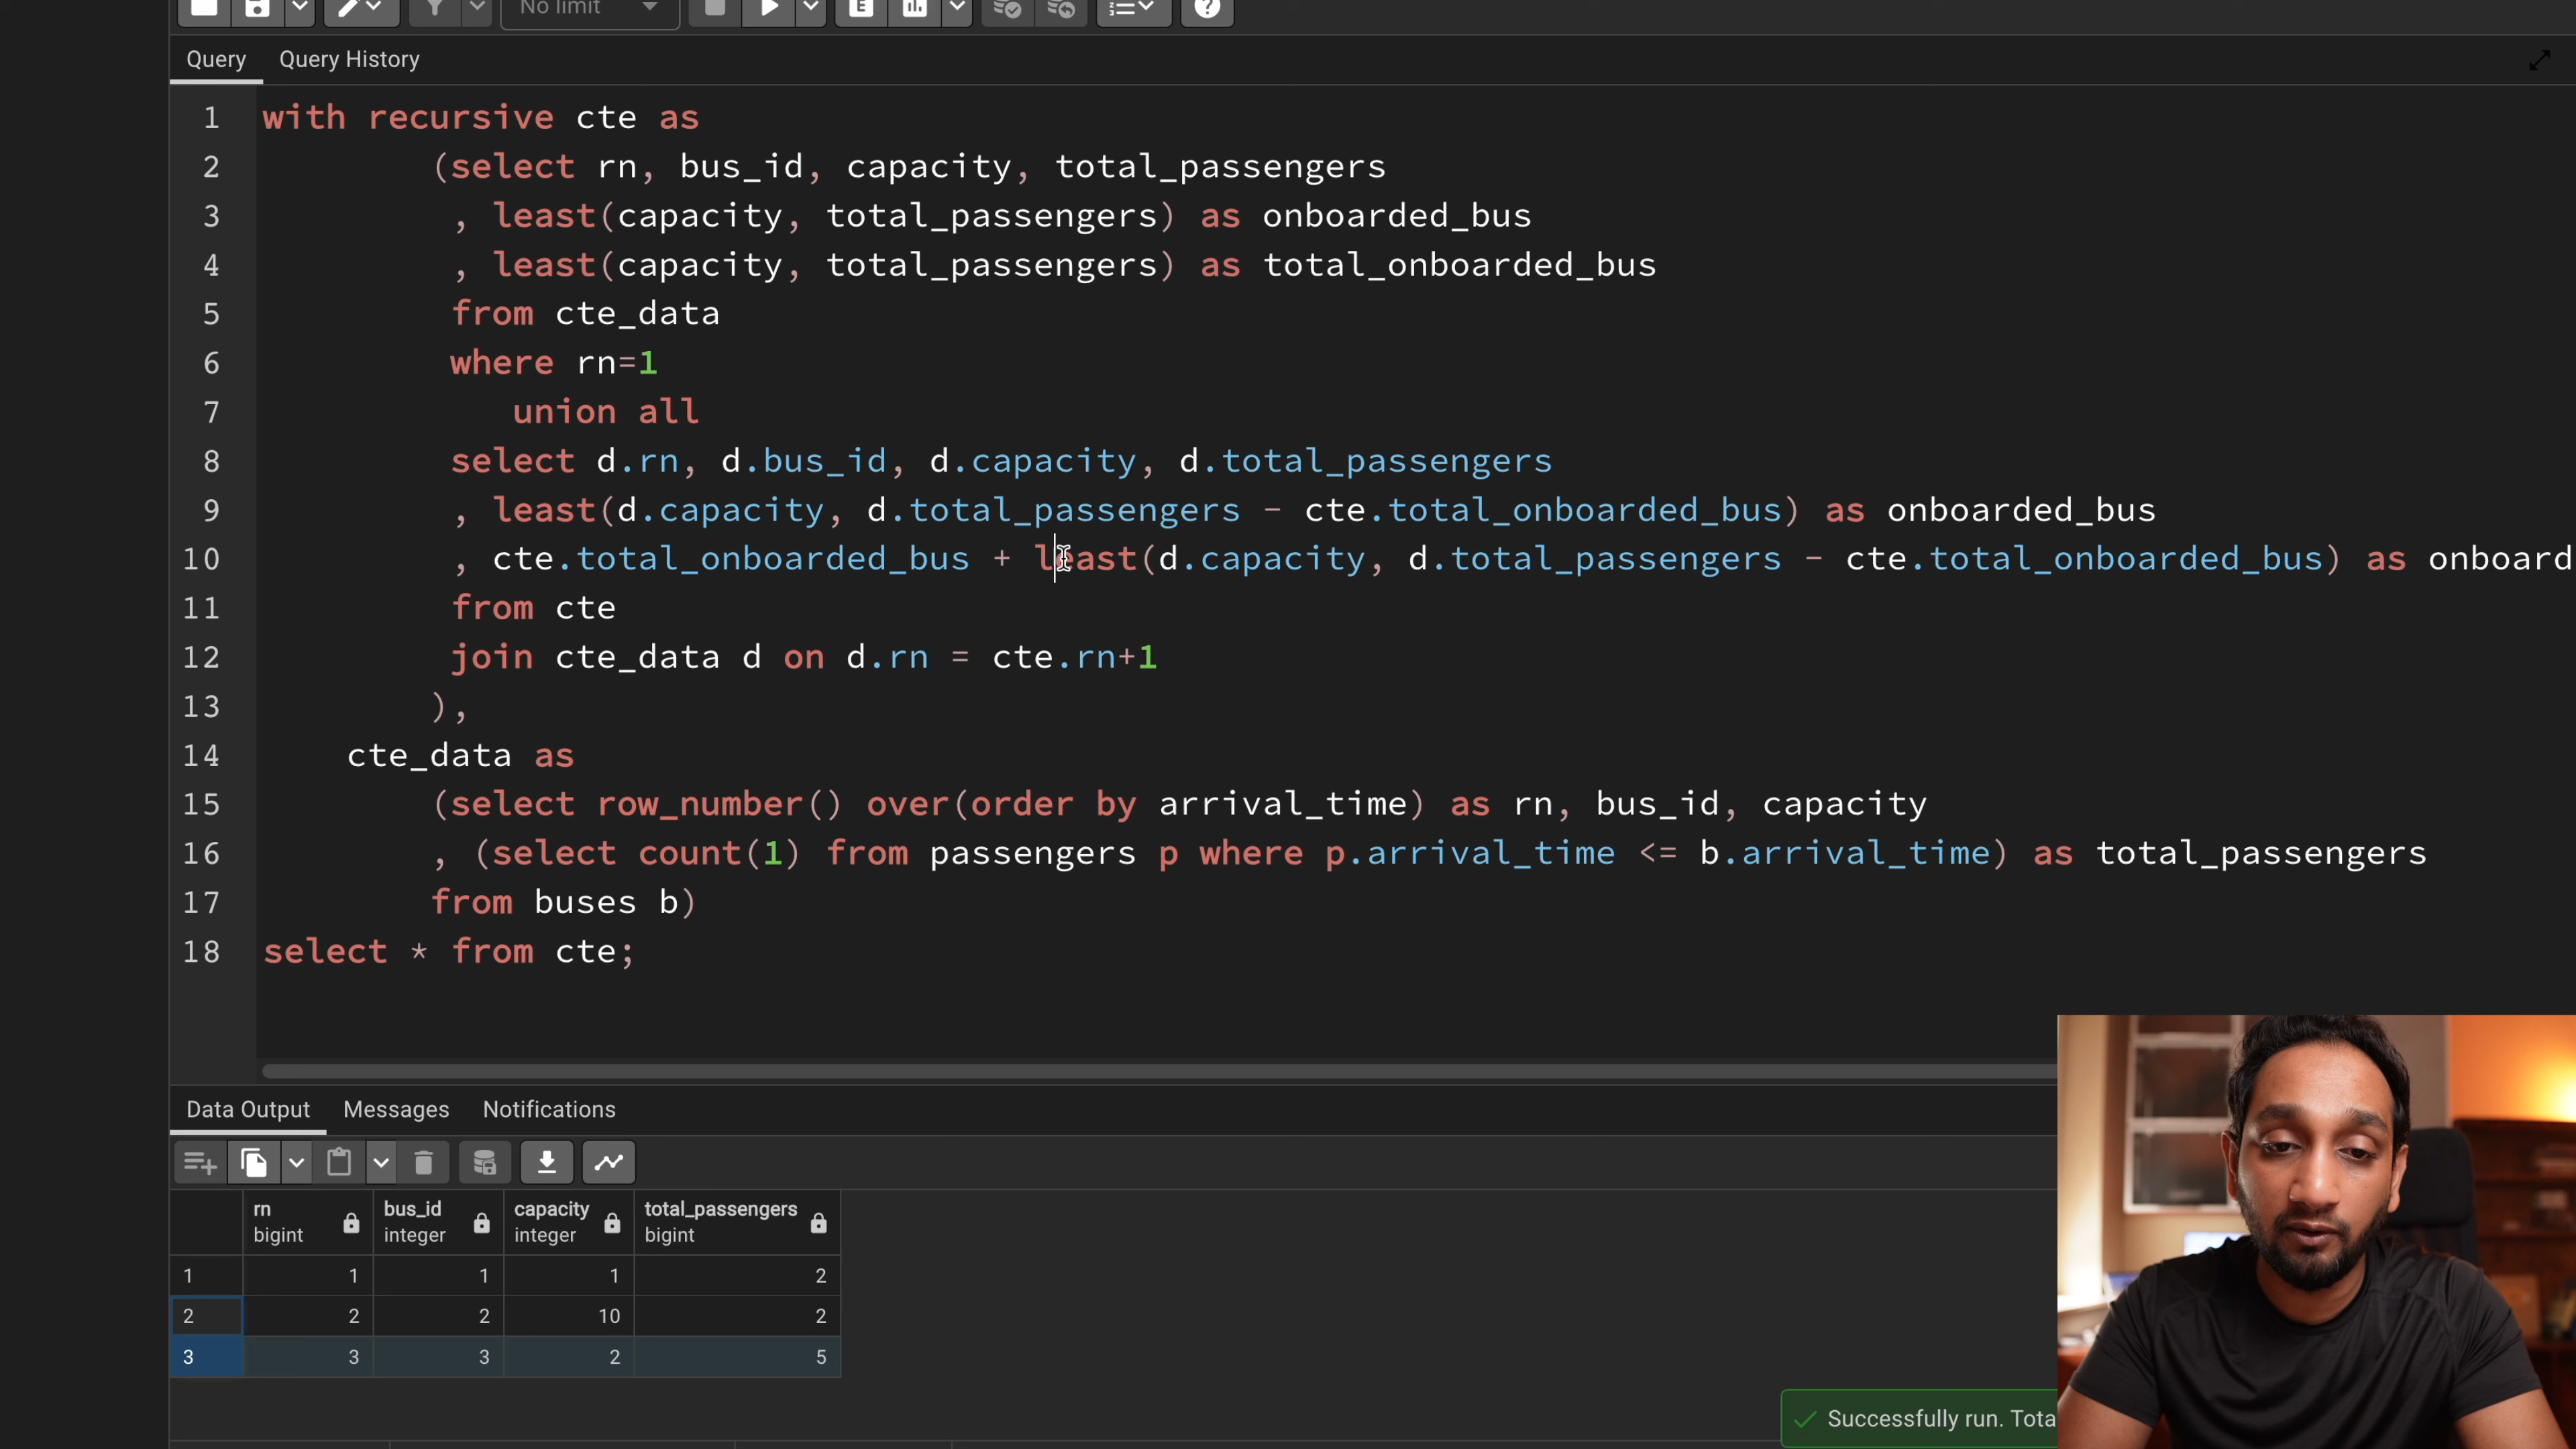 No limit
Query Query History
1 with recursive cte as
2 (select rn, bus_id, capacity, total_passengers
3 , least(capacity, total_passengers) as onboarded_bus
4 , least(capacity, total_passengers) as total_onboarded_bus
5 from cte_data
6 where rn=1
7 union all
8 select d.rn, d.bus_id, d.capacity, d.total_passengers
9 , least(d.capacity, d.total_passengers - cte.total_onboarded_bus) as onboarded_bus
10 , cte.total_onboarded_bus + least(d.capacity, d.total_passengers - cte.total_onboarded_bus) as onboard
11 from cte
12 join cte_data d on d.rn = cte.rn+1
13 ),
14 cte_data as
15 (select row_number() over(order by arrival_time) as rn, bus_id, capacity
16 , (select count(1) from passengers p where p.arrival_time <= b.arrival_time) as total_passengers
17 from buses b)
18 select * from cte;
Data Output Messages Notifications
rn bus_id capacity total_passengers
bigint integer integer bigint
1 1 1 1 2
2 2 2 10 2
3 3 3 2 5
Successfully run. Tota